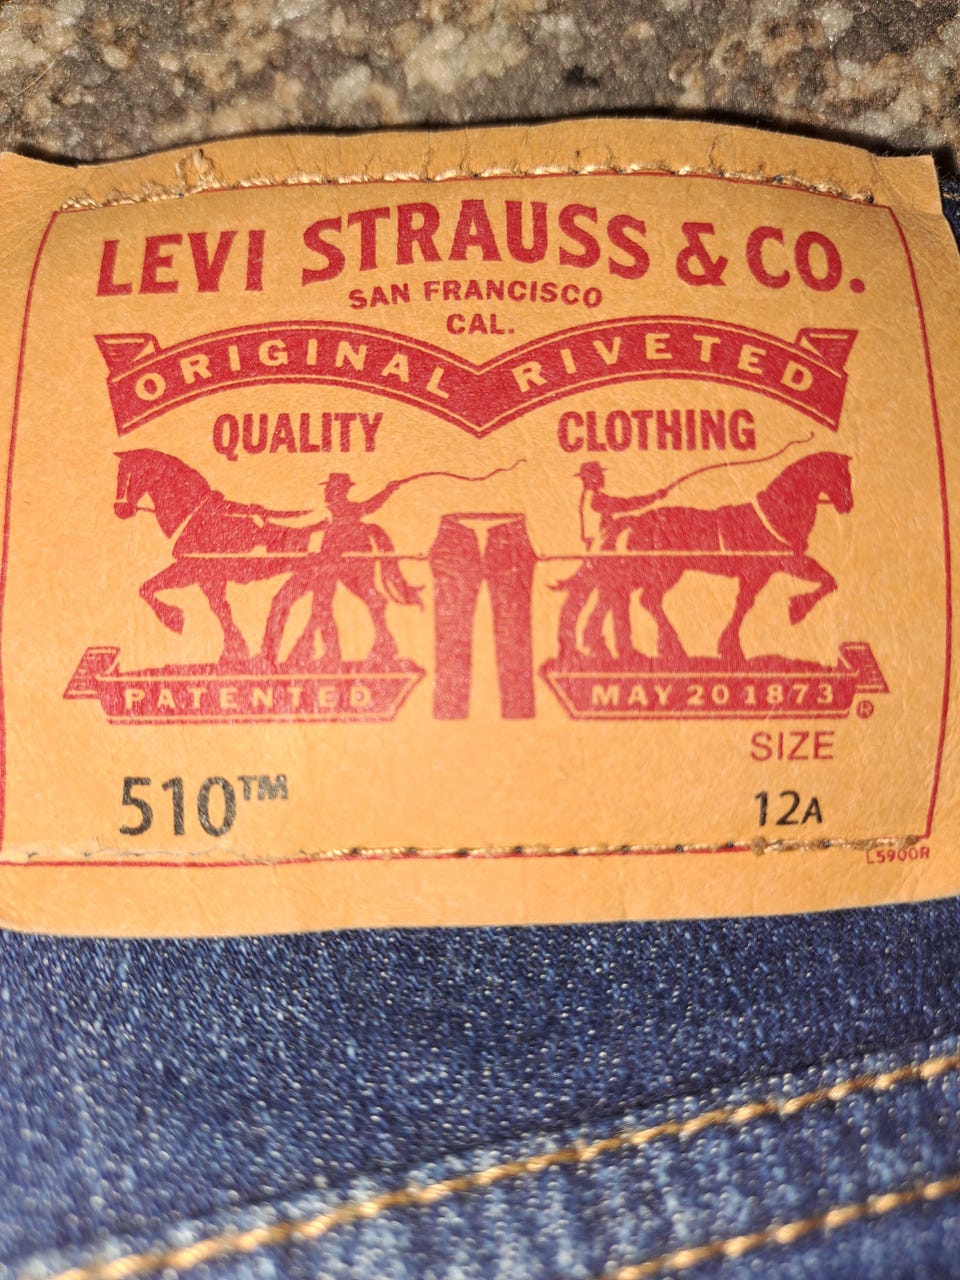 LEVI STRAUSS & CO.
SAN FRANCISCO
CAL.
ORIGINAL RIVETED
QUALITY CLOTHING
PATENTED MAY 20 1873 ®
SIZE
510™ 12A
L5900R